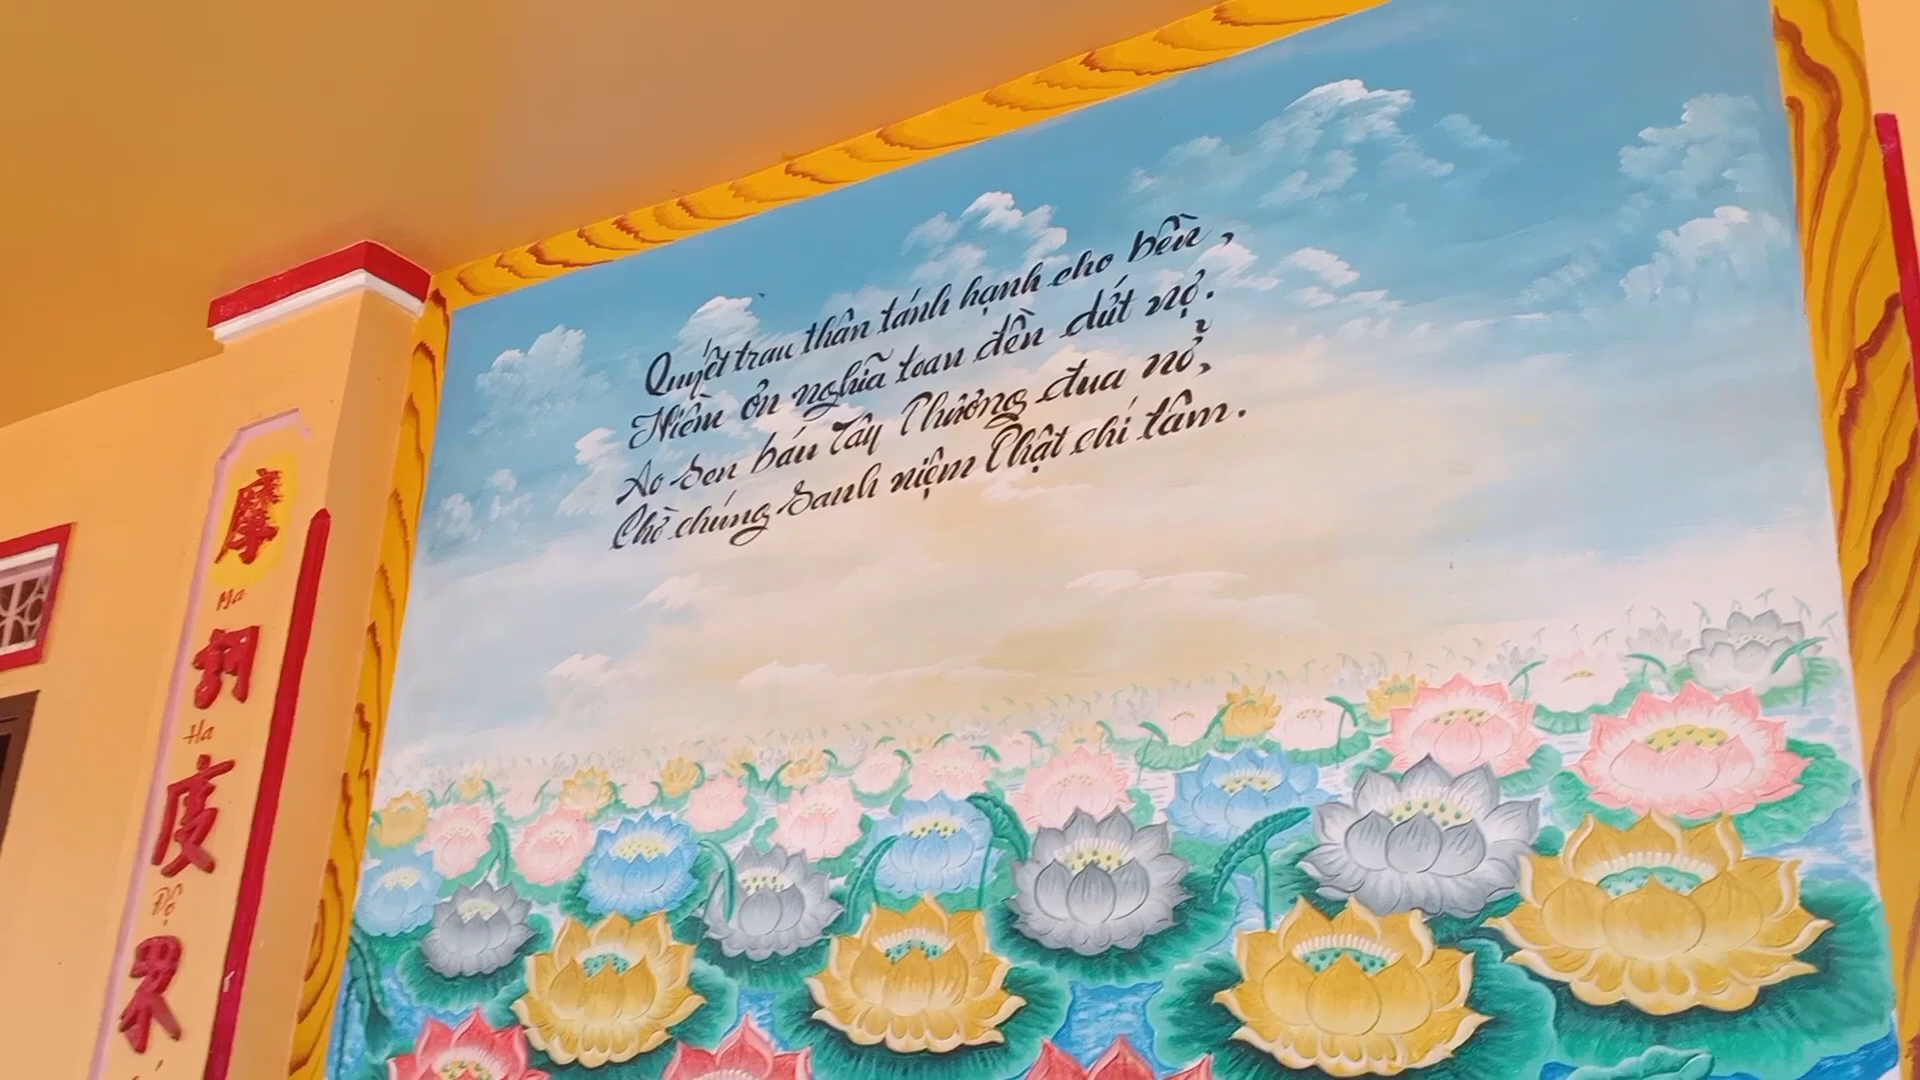 Quyết trau thân tánh hạnh cho bền,
Niềm ơn nghĩa toan đền dứt nợ.
Ao sen báu Tây Phương đua nở,
Chờ chúng sanh niệm Phật chí tâm.
摩
Ma
訶
Ha
度
Độ